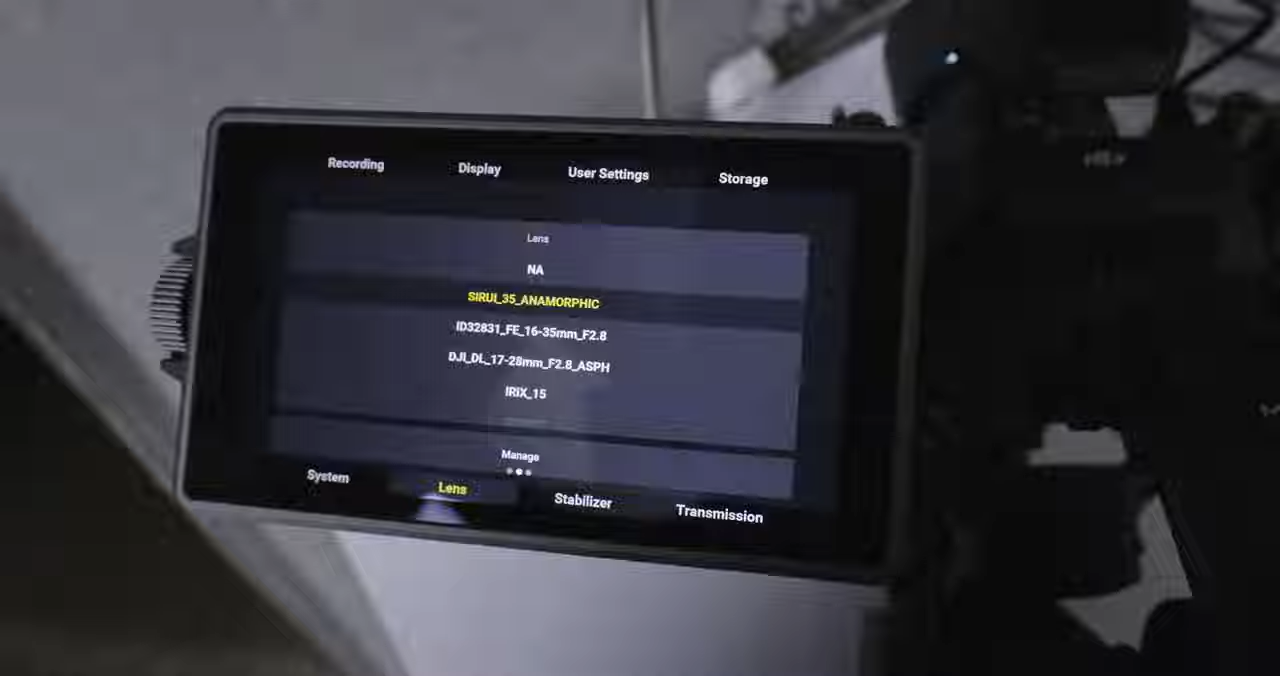 Recording Display User Settings Storage
Lens
NA
SIRUI_35_ANAMORPHIC
ID32831_FE_16-35mm_F2.8
DJI_DL_17-28mm_F2.8_ASPH
IRIX_15
Manage
System Lens Stabilizer Transmission